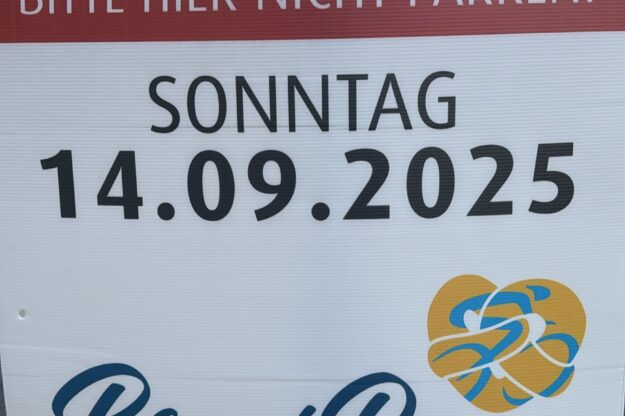 BITTE HIER NICHT PARKEN!
SONNTAG
14.09.2025